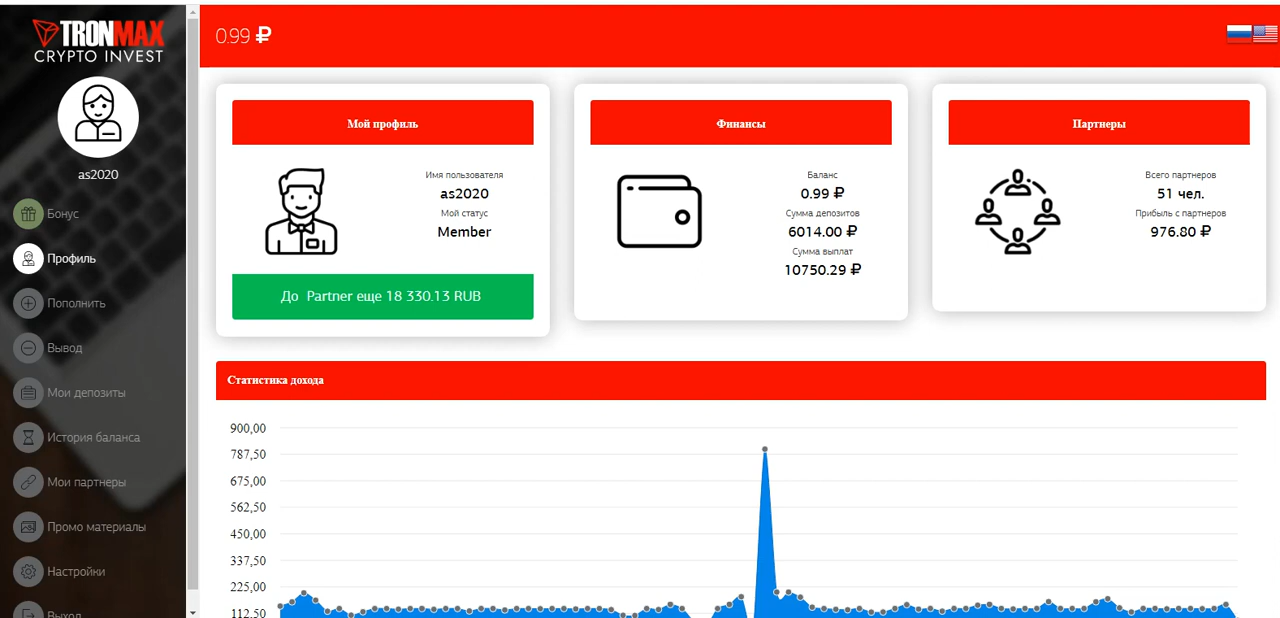 TRONMAX
CRYPTO INVEST
as2020
Бонус
Профиль
Пополнить
Вывод
Мои депозиты
История баланса
Мои партнеры
Промо материалы
Настройки
Выход
0.99 ₽
Мой профиль
Имя пользователя
as2020
Мой статус
Member
До Partner еще 18 330.13 RUB
Финансы
Баланс
0.99 ₽
Сумма депозитов
6014.00 ₽
Сумма выплат
10750.29 ₽
Партнеры
Всего партнеров
51 чел.
Прибыль с партнеров
976.80 ₽
Статистика дохода
900,00
787,50
675,00
562,50
450,00
337,50
225,00
112,50